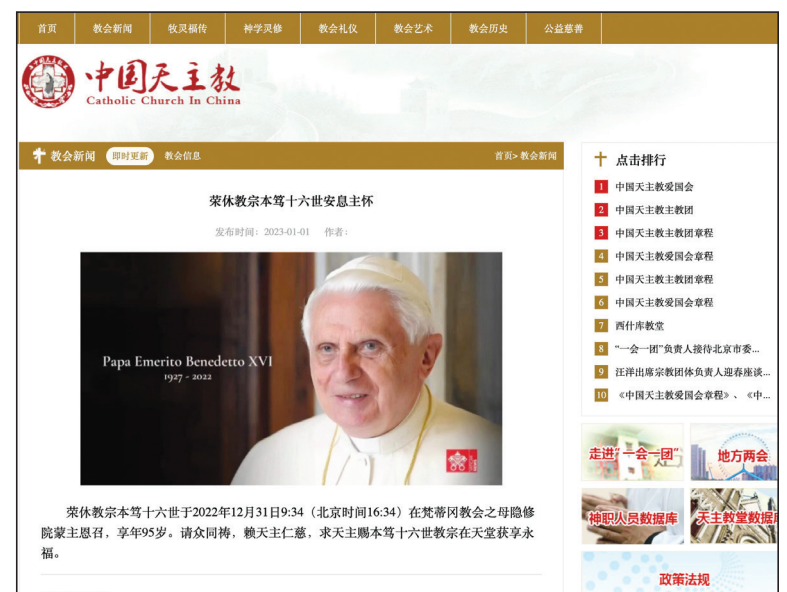 首页 教会新闻 牧灵福传 神学灵修 教会礼仪 教会艺术 教会历史 公益慈善
中国天主教
Catholic Church In China
教会新闻 即时更新 教会信息 首页> 教会新闻
荣休教宗本笃十六世安息主怀
发布时间：2023-01-01 作者：
Papa Emerito Benedetto XVI
1927 - 2022
荣休教宗本笃十六世于2022年12月31日9:34（北京时间16:34）在梵蒂冈教会之母隐修
院蒙主恩召，享年95岁。请众同祷，赖天主仁慈，求天主赐本笃十六世教宗在天堂获享永
福。
点击排行
1 中国天主教爱国会
2 中国天主教主教团
3 中国天主教主教团章程
4 中国天主教爱国会章程
5 中国天主教主教团章程
6 中国天主教爱国会章程
7 西什库教堂
8 “一会一团”负责人接待北京市委...
9 汪洋出席宗教团体负责人迎春座谈...
10 《中国天主教爱国会章程》、《中...
走进“一会一团” 地方两会
神职人员数据库 天主教堂数据
政策法规